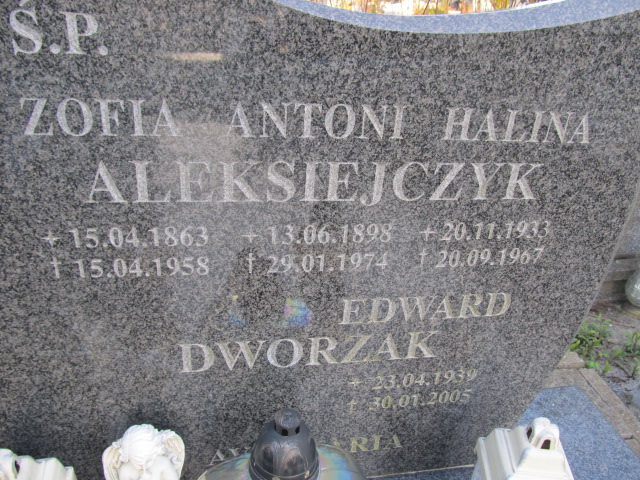 Ś.P.
ZOFIA ANTONI HALINA
ALEKSIEJCZYK
+ 15.04.1863 + 13.06.1898 + 20.11.1933
† 15.04.1958 † 29.01.1974 † 20.09.1967
EDWARD
DWORZAK
+ 23.04.1939
† 30.01.2005